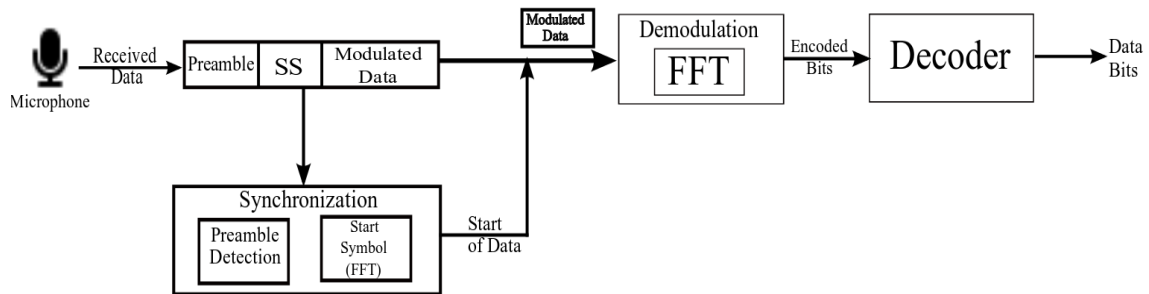 Microphone
Received
Data
Preamble
SS
Modulated
Data
Synchronization
Preamble
Detection
Start
Symbol
(FFT)
Start
of Data
Modulated
Data
Demodulation
FFT
Encoded
Bits
Decoder
Data
Bits